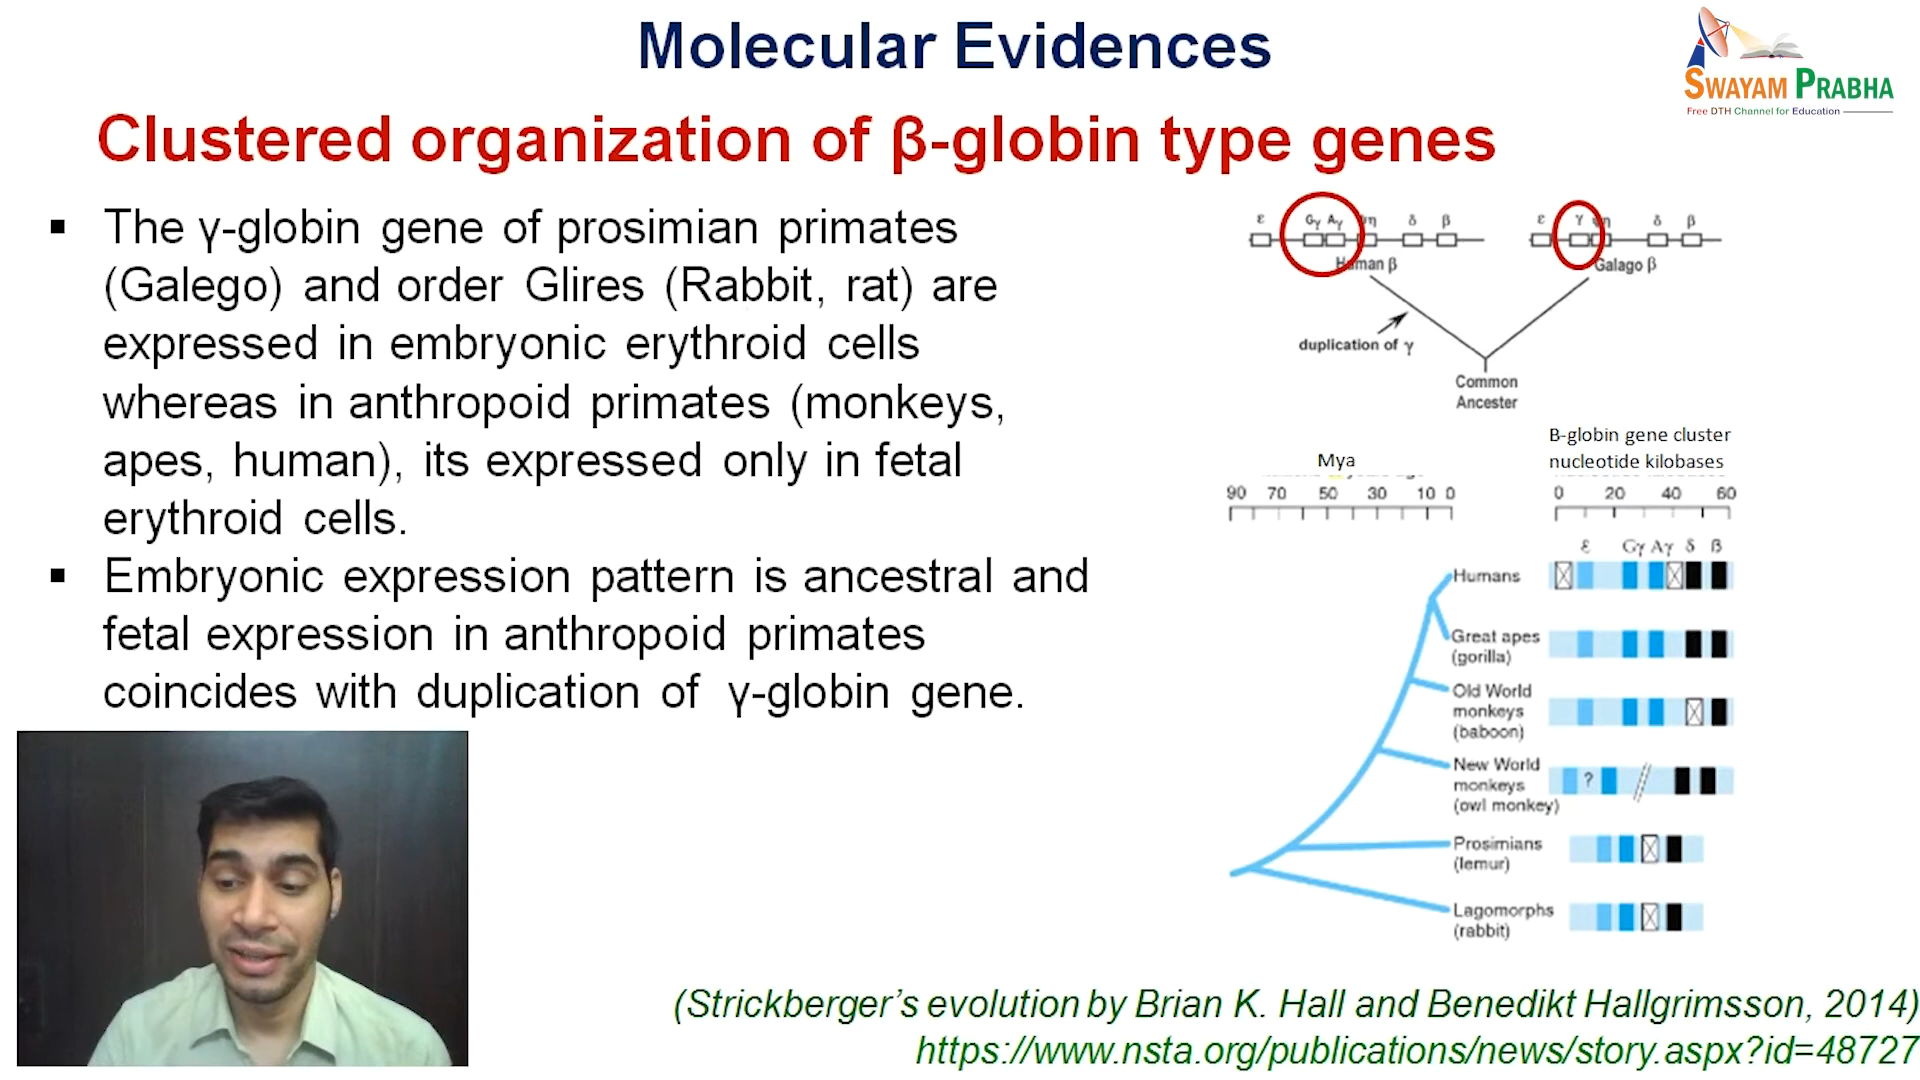 Molecular Evidences
SWAYAM PRABHA
Free DTH Channel for Education
Clustered organization of β-globin type genes
▪ The γ-globin gene of prosimian primates
(Galego) and order Glires (Rabbit, rat) are
expressed in embryonic erythroid cells
whereas in anthropoid primates (monkeys,
apes, human), its expressed only in fetal
erythroid cells.
▪ Embryonic expression pattern is ancestral and
fetal expression in anthropoid primates
coincides with duplication of γ-globin gene.
ε Gγ Aγ ψη δ β
Human β
ε γ ψη δ β
Galago β
duplication of γ
Common
Ancester
Mya
90 70 50 30 10 0
B-globin gene cluster
nucleotide kilobases
0 20 40 60
ε Gγ Aγ δ β
Humans
Great apes
(gorilla)
Old World
monkeys
(baboon)
New World
monkeys
(owl monkey)
?
Prosimians
(lemur)
Lagomorphs
(rabbit)
(Strickberger's evolution by Brian K. Hall and Benedikt Hallgrimsson, 2014)
https://www.nsta.org/publications/news/story.aspx?id=48727